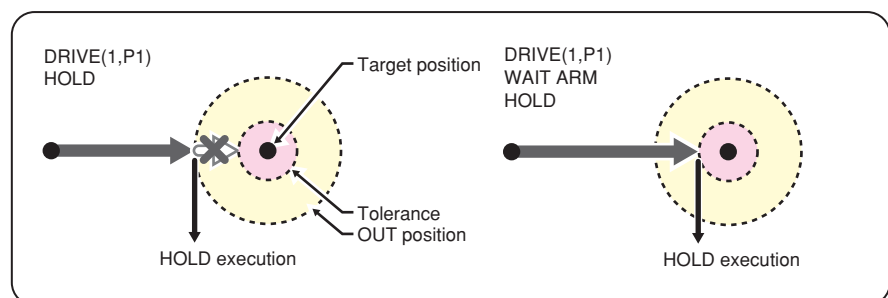 DRIVE(1,P1)
HOLD
Target position
Tolerance
OUT position
HOLD execution
DRIVE(1,P1)
WAIT ARM
HOLD
HOLD execution